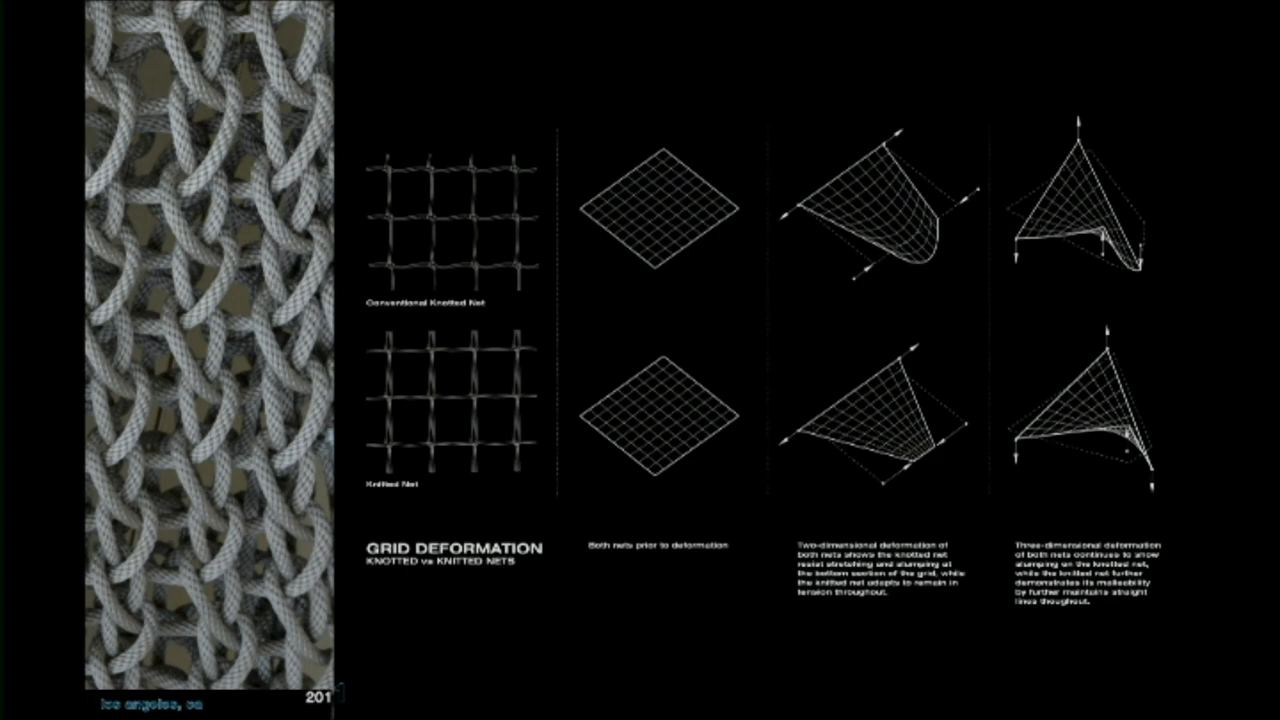 Conventional Knotted Net
Knitted Net
GRID DEFORMATION
KNOTTED vs KNITTED NETS
Both nets prior to deformation
Two-dimensional deformation of
both nets shows the knotted net
resist stretching and slumping at
the bottom section of the grid, while
the knitted net adapts to remain in
tension throughout.
Three-dimensional deformation
of both nets continues to show
slumping on the knotted net,
while the knitted net further
demonstrates its malleability
by further maintains straight
lines thoughout.
los angeles, ca
2011